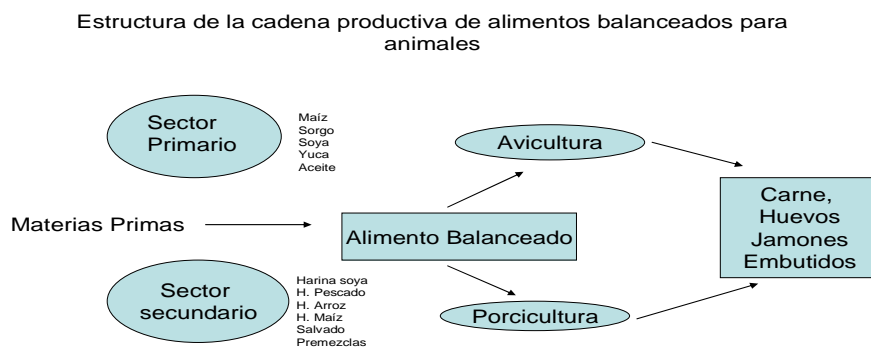 Estructura de la cadena productiva de alimentos balanceados para
animales
Sector
Primario
Maíz
Sorgo
Soya
Yuca
Aceite
Avicultura
Materias Primas
Alimento Balanceado
Carne,
Huevos
Jamones
Embutidos
Sector
secundario
Harina soya
H. Pescado
H. Arroz
H. Maíz
Salvado
Premezclas
Porcicultura